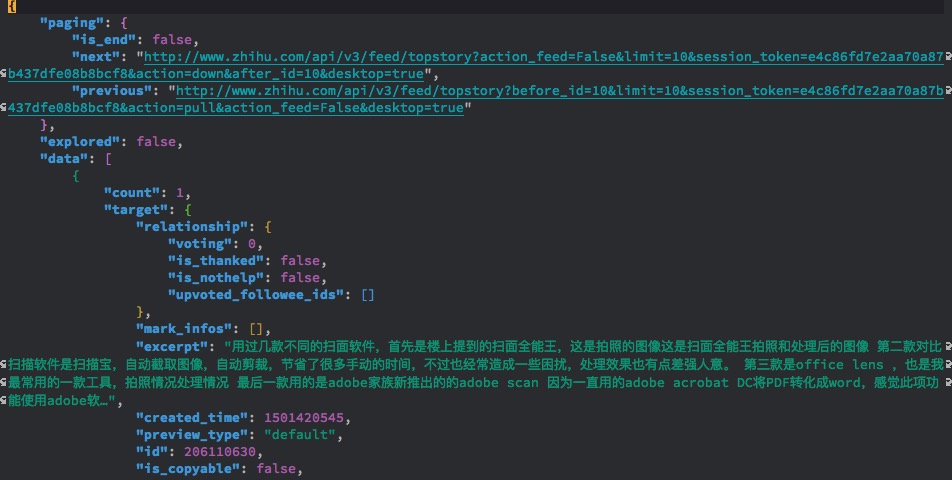 {
"paging": {
"is_end": false,
"next": "http://www.zhihu.com/api/v3/feed/topstory?action_feed=False&limit=10&session_token=e4c86fd7e2aa70a87
b437dfe08b8bcf8&action=down&after_id=10&desktop=true",
"previous": "http://www.zhihu.com/api/v3/feed/topstory?before_id=10&limit=10&session_token=e4c86fd7e2aa70a87b
437dfe08b8bcf8&action=pull&action_feed=False&desktop=true"
},
"explored": false,
"data": [
{
"count": 1,
"target": {
"relationship": {
"voting": 0,
"is_thanked": false,
"is_nothelp": false,
"upvoted_followee_ids": []
},
"mark_infos": [],
"excerpt": "用过几款不同的扫面软件，首先是楼上提到的扫面全能王，这是拍照的图像这是扫面全能王拍照和处理后的图像 第二款对比
扫描软件是扫描宝，自动截取图像，自动剪裁，节省了很多手动的时间，不过也经常造成一些困扰，处理效果也有点差强人意。 第三款是office lens ，也是我
最常用的一款工具，拍照情况处理情况 最后一款用的是adobe家族新推出的的adobe scan 因为一直用的adobe acrobat DC将PDF转化成word，感觉此项功
能使用adobe软…",
"created_time": 1501420545,
"preview_type": "default",
"id": 206110630,
"is_copyable": false,